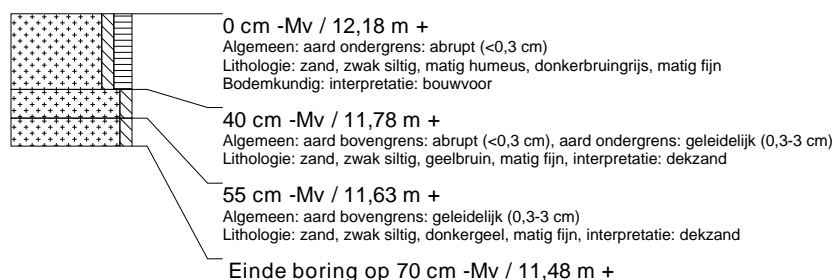 0 cm -Mv / 12,18 m +
Algemeen: aard ondergrens: abrupt (<0,3 cm)
Lithologie: zand, zwak siltig, matig humeus, donkerbruingrijs, matig fijn
Bodemkundig: interpretatie: bouwvoor
40 cm -Mv / 11,78 m +
Algemeen: aard bovengrens: abrupt (<0,3 cm), aard ondergrens: geleidelijk (0,3-3 cm)
Lithologie: zand, zwak siltig, geelbruin, matig fijn, interpretatie: dekzand
55 cm -Mv / 11,63 m +
Algemeen: aard bovengrens: geleidelijk (0,3-3 cm)
Lithologie: zand, zwak siltig, donkergeel, matig fijn, interpretatie: dekzand
Einde boring op 70 cm -Mv / 11,48 m +